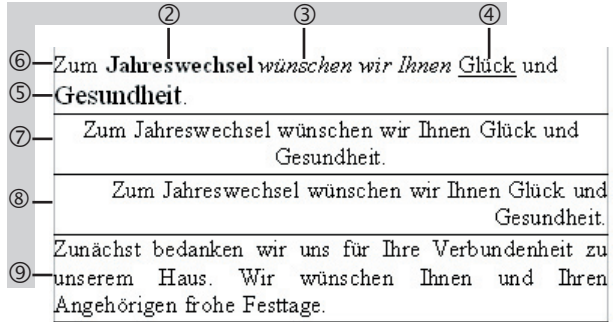 ② ③ ④
⑥ Zum Jahreswechsel wünschen wir Ihnen Glück und
⑤ Gesundheit.
⑦ Zum Jahreswechsel wünschen wir Ihnen Glück und
Gesundheit.
⑧ Zum Jahreswechsel wünschen wir Ihnen Glück und
Gesundheit.
Zunächst bedanken wir uns für Ihre Verbundenheit zu
⑨ unserem Haus. Wir wünschen Ihnen und Ihren
Angehörigen frohe Festtage.